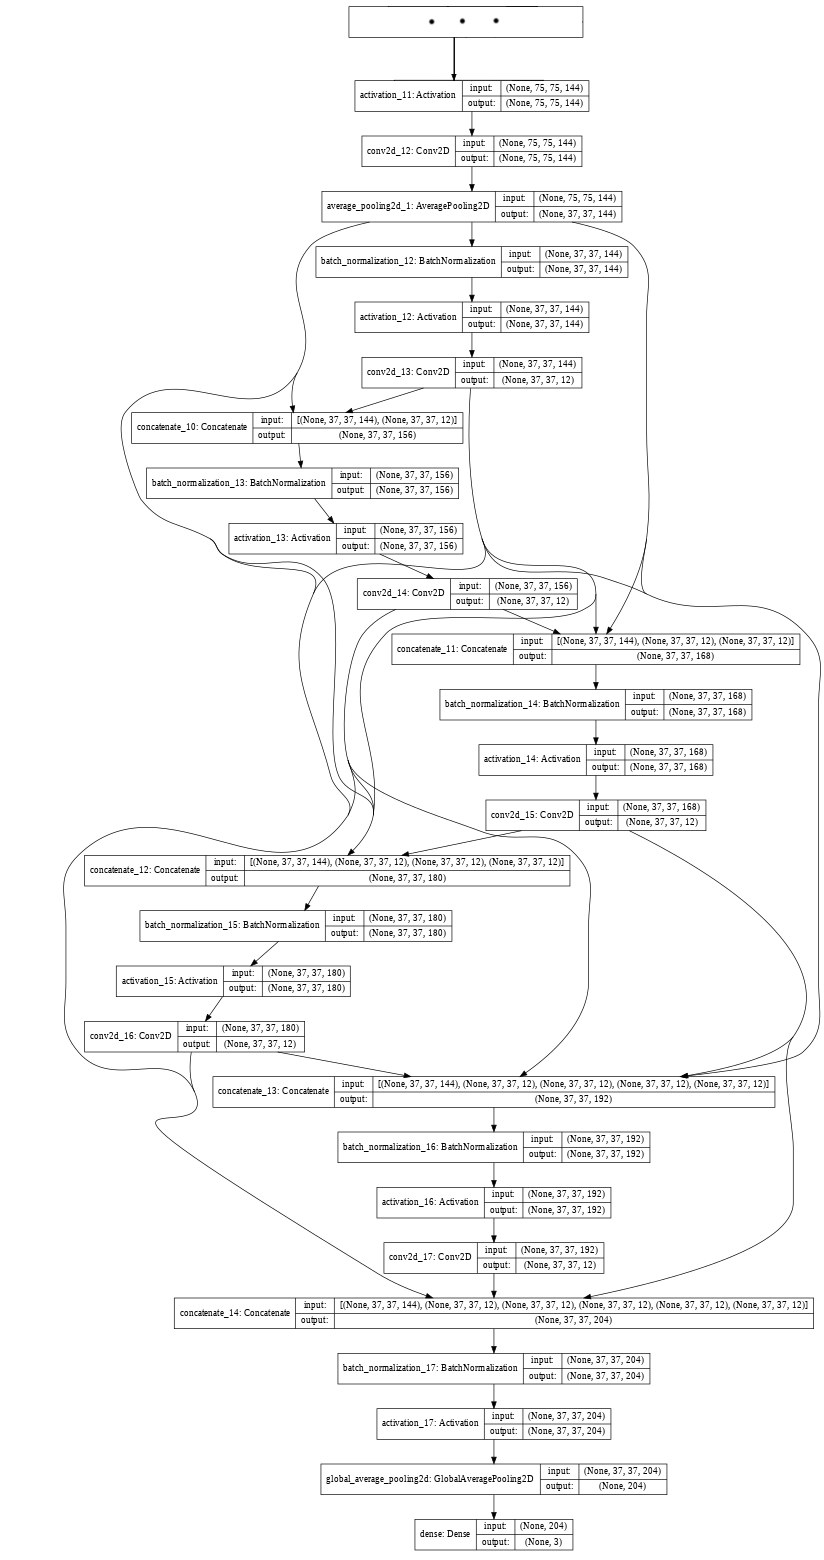 activation_11: Activation
input: (None, 75, 75, 144)
output: (None, 75, 75, 144)
conv2d_12: Conv2D
input: (None, 75, 75, 144)
output: (None, 75, 75, 144)
average_pooling2d_1: AveragePooling2D
input: (None, 75, 75, 144)
output: (None, 37, 37, 144)
batch_normalization_12: BatchNormalization
input: (None, 37, 37, 144)
output: (None, 37, 37, 144)
activation_12: Activation
input: (None, 37, 37, 144)
output: (None, 37, 37, 144)
conv2d_13: Conv2D
input: (None, 37, 37, 144)
output: (None, 37, 37, 12)
concatenate_10: Concatenate
input: [(None, 37, 37, 144), (None, 37, 37, 12)]
output: (None, 37, 37, 156)
batch_normalization_13: BatchNormalization
input: (None, 37, 37, 156)
output: (None, 37, 37, 156)
activation_13: Activation
input: (None, 37, 37, 156)
output: (None, 37, 37, 156)
conv2d_14: Conv2D
input: (None, 37, 37, 156)
output: (None, 37, 37, 12)
concatenate_11: Concatenate
input: [(None, 37, 37, 144), (None, 37, 37, 12), (None, 37, 37, 12)]
output: (None, 37, 37, 168)
batch_normalization_14: BatchNormalization
input: (None, 37, 37, 168)
output: (None, 37, 37, 168)
activation_14: Activation
input: (None, 37, 37, 168)
output: (None, 37, 37, 168)
conv2d_15: Conv2D
input: (None, 37, 37, 168)
output: (None, 37, 37, 12)
concatenate_12: Concatenate
input: [(None, 37, 37, 144), (None, 37, 37, 12), (None, 37, 37, 12), (None, 37, 37, 12)]
output: (None, 37, 37, 180)
batch_normalization_15: BatchNormalization
input: (None, 37, 37, 180)
output: (None, 37, 37, 180)
activation_15: Activation
input: (None, 37, 37, 180)
output: (None, 37, 37, 180)
conv2d_16: Conv2D
input: (None, 37, 37, 180)
output: (None, 37, 37, 12)
concatenate_13: Concatenate
input: [(None, 37, 37, 144), (None, 37, 37, 12), (None, 37, 37, 12), (None, 37, 37, 12), (None, 37, 37, 12)]
output: (None, 37, 37, 192)
batch_normalization_16: BatchNormalization
input: (None, 37, 37, 192)
output: (None, 37, 37, 192)
activation_16: Activation
input: (None, 37, 37, 192)
output: (None, 37, 37, 192)
conv2d_17: Conv2D
input: (None, 37, 37, 192)
output: (None, 37, 37, 12)
concatenate_14: Concatenate
input: [(None, 37, 37, 144), (None, 37, 37, 12), (None, 37, 37, 12), (None, 37, 37, 12), (None, 37, 37, 12), (None, 37, 37, 12)]
output: (None, 37, 37, 204)
batch_normalization_17: BatchNormalization
input: (None, 37, 37, 204)
output: (None, 37, 37, 204)
activation_17: Activation
input: (None, 37, 37, 204)
output: (None, 37, 37, 204)
global_average_pooling2d: GlobalAveragePooling2D
input: (None, 37, 37, 204)
output: (None, 204)
dense: Dense
input: (None, 204)
output: (None, 3)